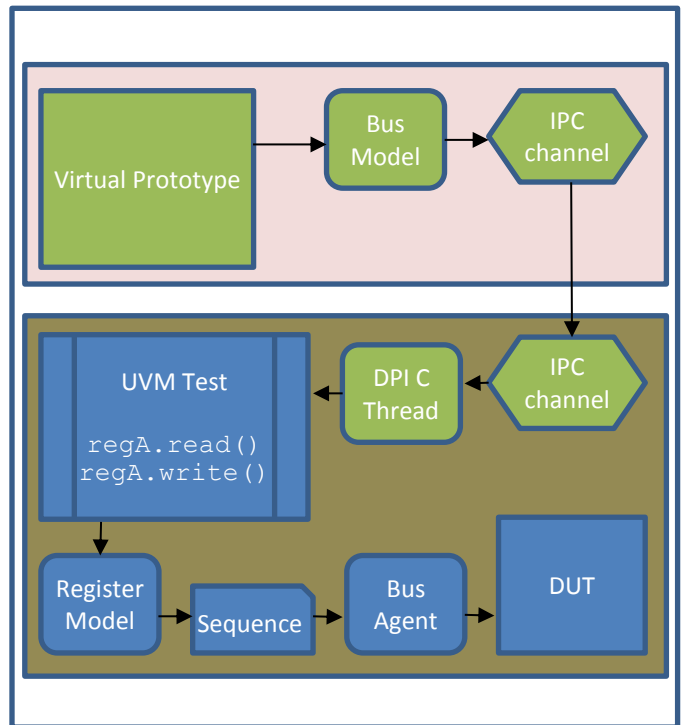 Virtual Prototype
Bus
Model
IPC
channel
UVM Test
regA.read()
regA.write()
DPI C
Thread
IPC
channel
Register
Model
Sequence
Bus
Agent
DUT